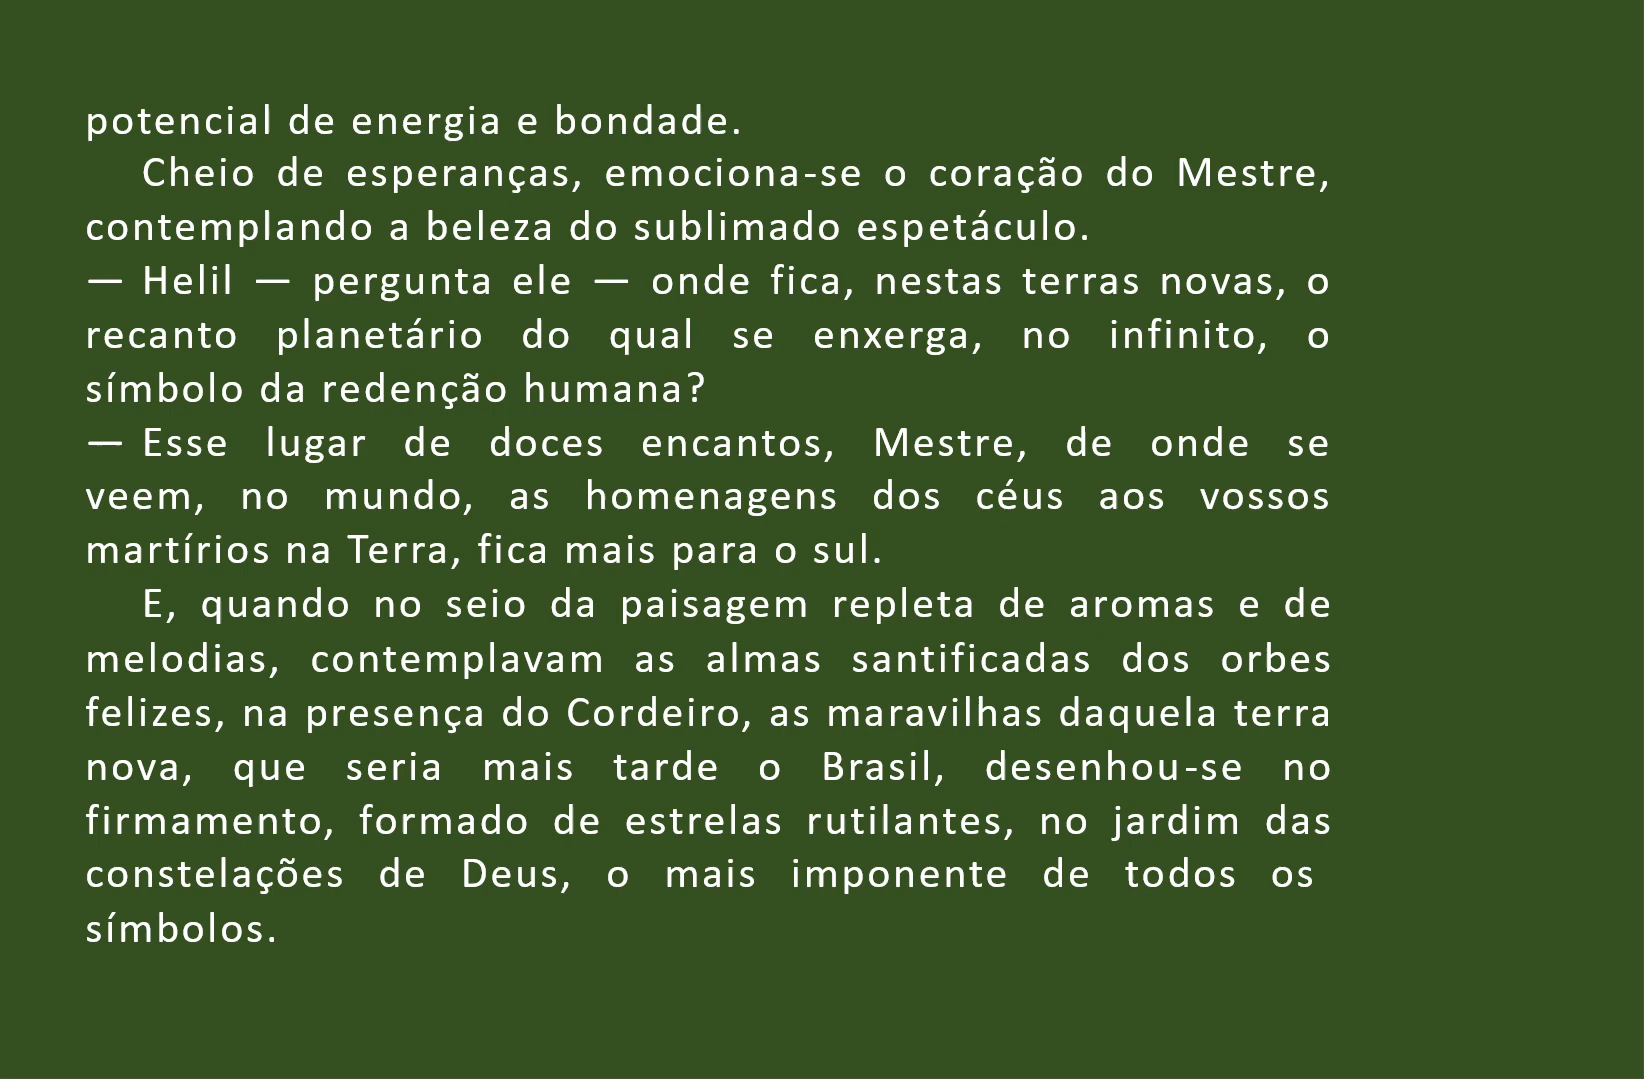 potencial de energia e bondade.
Cheio de esperanças, emociona-se o coração do Mestre,
contemplando a beleza do sublimado espetáculo.
— Helil — pergunta ele — onde fica, nestas terras novas, o
recanto planetário do qual se enxerga, no infinito, o
símbolo da redenção humana?
— Esse lugar de doces encantos, Mestre, de onde se
veem, no mundo, as homenagens dos céus aos vossos
martírios na Terra, fica mais para o sul.
E, quando no seio da paisagem repleta de aromas e de
melodias, contemplavam as almas santificadas dos orbes
felizes, na presença do Cordeiro, as maravilhas daquela terra
nova, que seria mais tarde o Brasil, desenhou-se no
firmamento, formado de estrelas rutilantes, no jardim das
constelações de Deus, o mais imponente de todos os
símbolos.